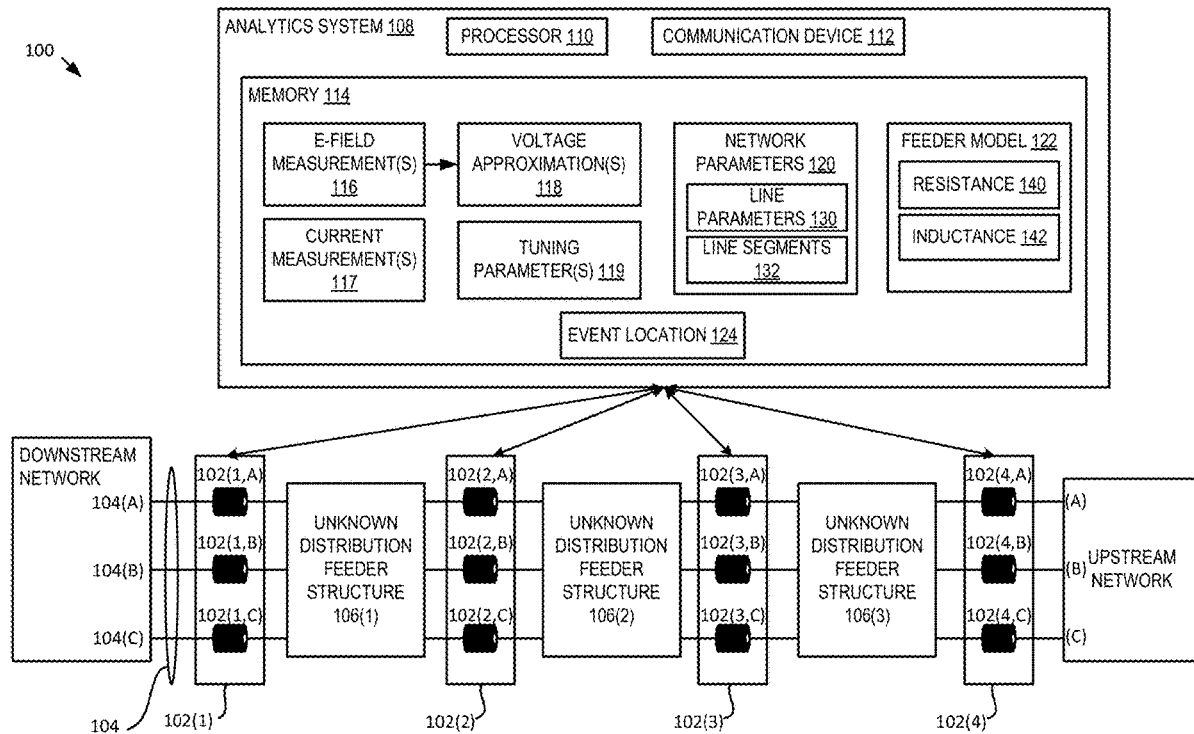 100
ANALYTICS SYSTEM 108
PROCESSOR 110
COMMUNICATION DEVICE 112
MEMORY 114
E-FIELD
MEASUREMENT(S)
116
VOLTAGE
APPROXIMATION(S)
118
NETWORK
PARAMETERS 120
LINE
PARAMETERS 130
LINE SEGMENTS
132
FEEDER MODEL 122
RESISTANCE 140
INDUCTANCE 142
CURRENT
MEASUREMENT(S)
117
TUNING
PARAMETER(S) 119
EVENT LOCATION 124
DOWNSTREAM
NETWORK
104(A)
104(B)
104(C)
102(1,A)
102(1,B)
102(1,C)
UNKNOWN
DISTRIBUTION
FEEDER
STRUCTURE
106(1)
102(2,A)
102(2,B)
102(2,C)
UNKNOWN
DISTRIBUTION
FEEDER
STRUCTURE
106(2)
102(3,A)
102(3,B)
102(3,C)
UNKNOWN
DISTRIBUTION
FEEDER
STRUCTURE
106(3)
102(4,A)
102(4,B)
102(4,C)
(A)
(B)
(C)
UPSTREAM
NETWORK
104
102(1)
102(2)
102(3)
102(4)